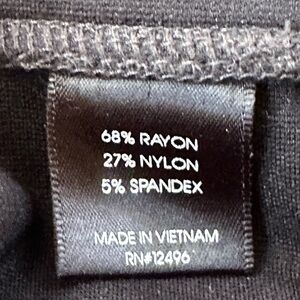 68% RAYON
27% NYLON
5% SPANDEX
MADE IN VIETNAM
RN#12496